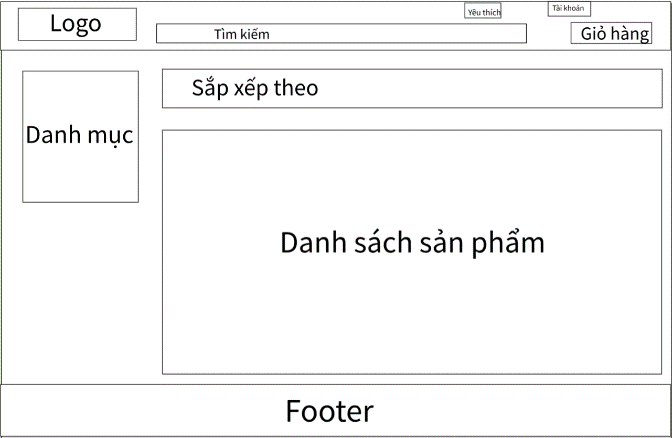 Logo
Yêu thích
Tài khoản
Tìm kiếm
Giỏ hàng
Danh mục
Sắp xếp theo
Danh sách sản phẩm
Footer